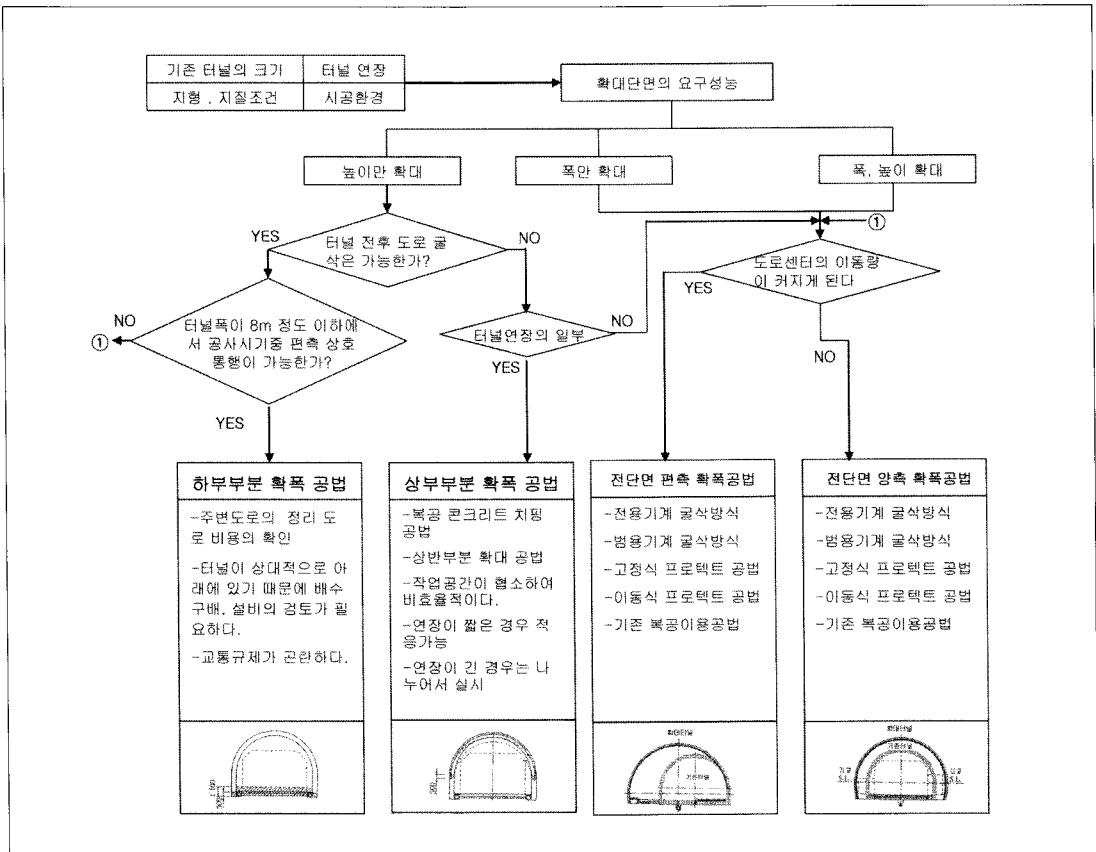 기존 터널의 크기
터널 연장
지형 , 지질조건
시공환경
확대단면의 요구성능
높이만 확대
폭만 확대
폭, 높이 확대
①
YES
터널 전후 도로 굴
삭은 가능한가?
NO
도로센터의 이동량
이 커지게 된다
YES
NO
①
터널폭이 8m 정도 이하에
서 공사시기중 편측 상호
통행이 가능한가?
터널연장의 일부
NO
YES
NO
YES
하부부분 확폭 공법
-주변도로의 정리 도
로 비용의 확인
-터널이 상대적으로 아
래에 있기 때문에 배수
구배, 설비의 검토가 필
요하다.
-교통규제가 곤란하다.
상부부분 확폭 공법
-복공 콘크리트 치핑
공법
-상반부분 확대 공법
-작업공간이 협소하여
비효율적이다.
-연장이 짧은 경우 적
응가능
-연장이 긴 경우는 나
누어서 실시
전단면 편측 확폭공법
-전용기계 굴삭방식
-범용기계 굴삭방식
-고정식 프로텍트 공법
-이동식 프로텍트 공법
-기존 복공이용공법
전단면 양측 확폭공법
-전용기계 굴삭방식
-범용기계 굴삭방식
-고정식 프로텍트 공법
-이동식 프로텍트 공법
-기존 복공이용공법
확대터널
기존터널
확대터널
기존터널